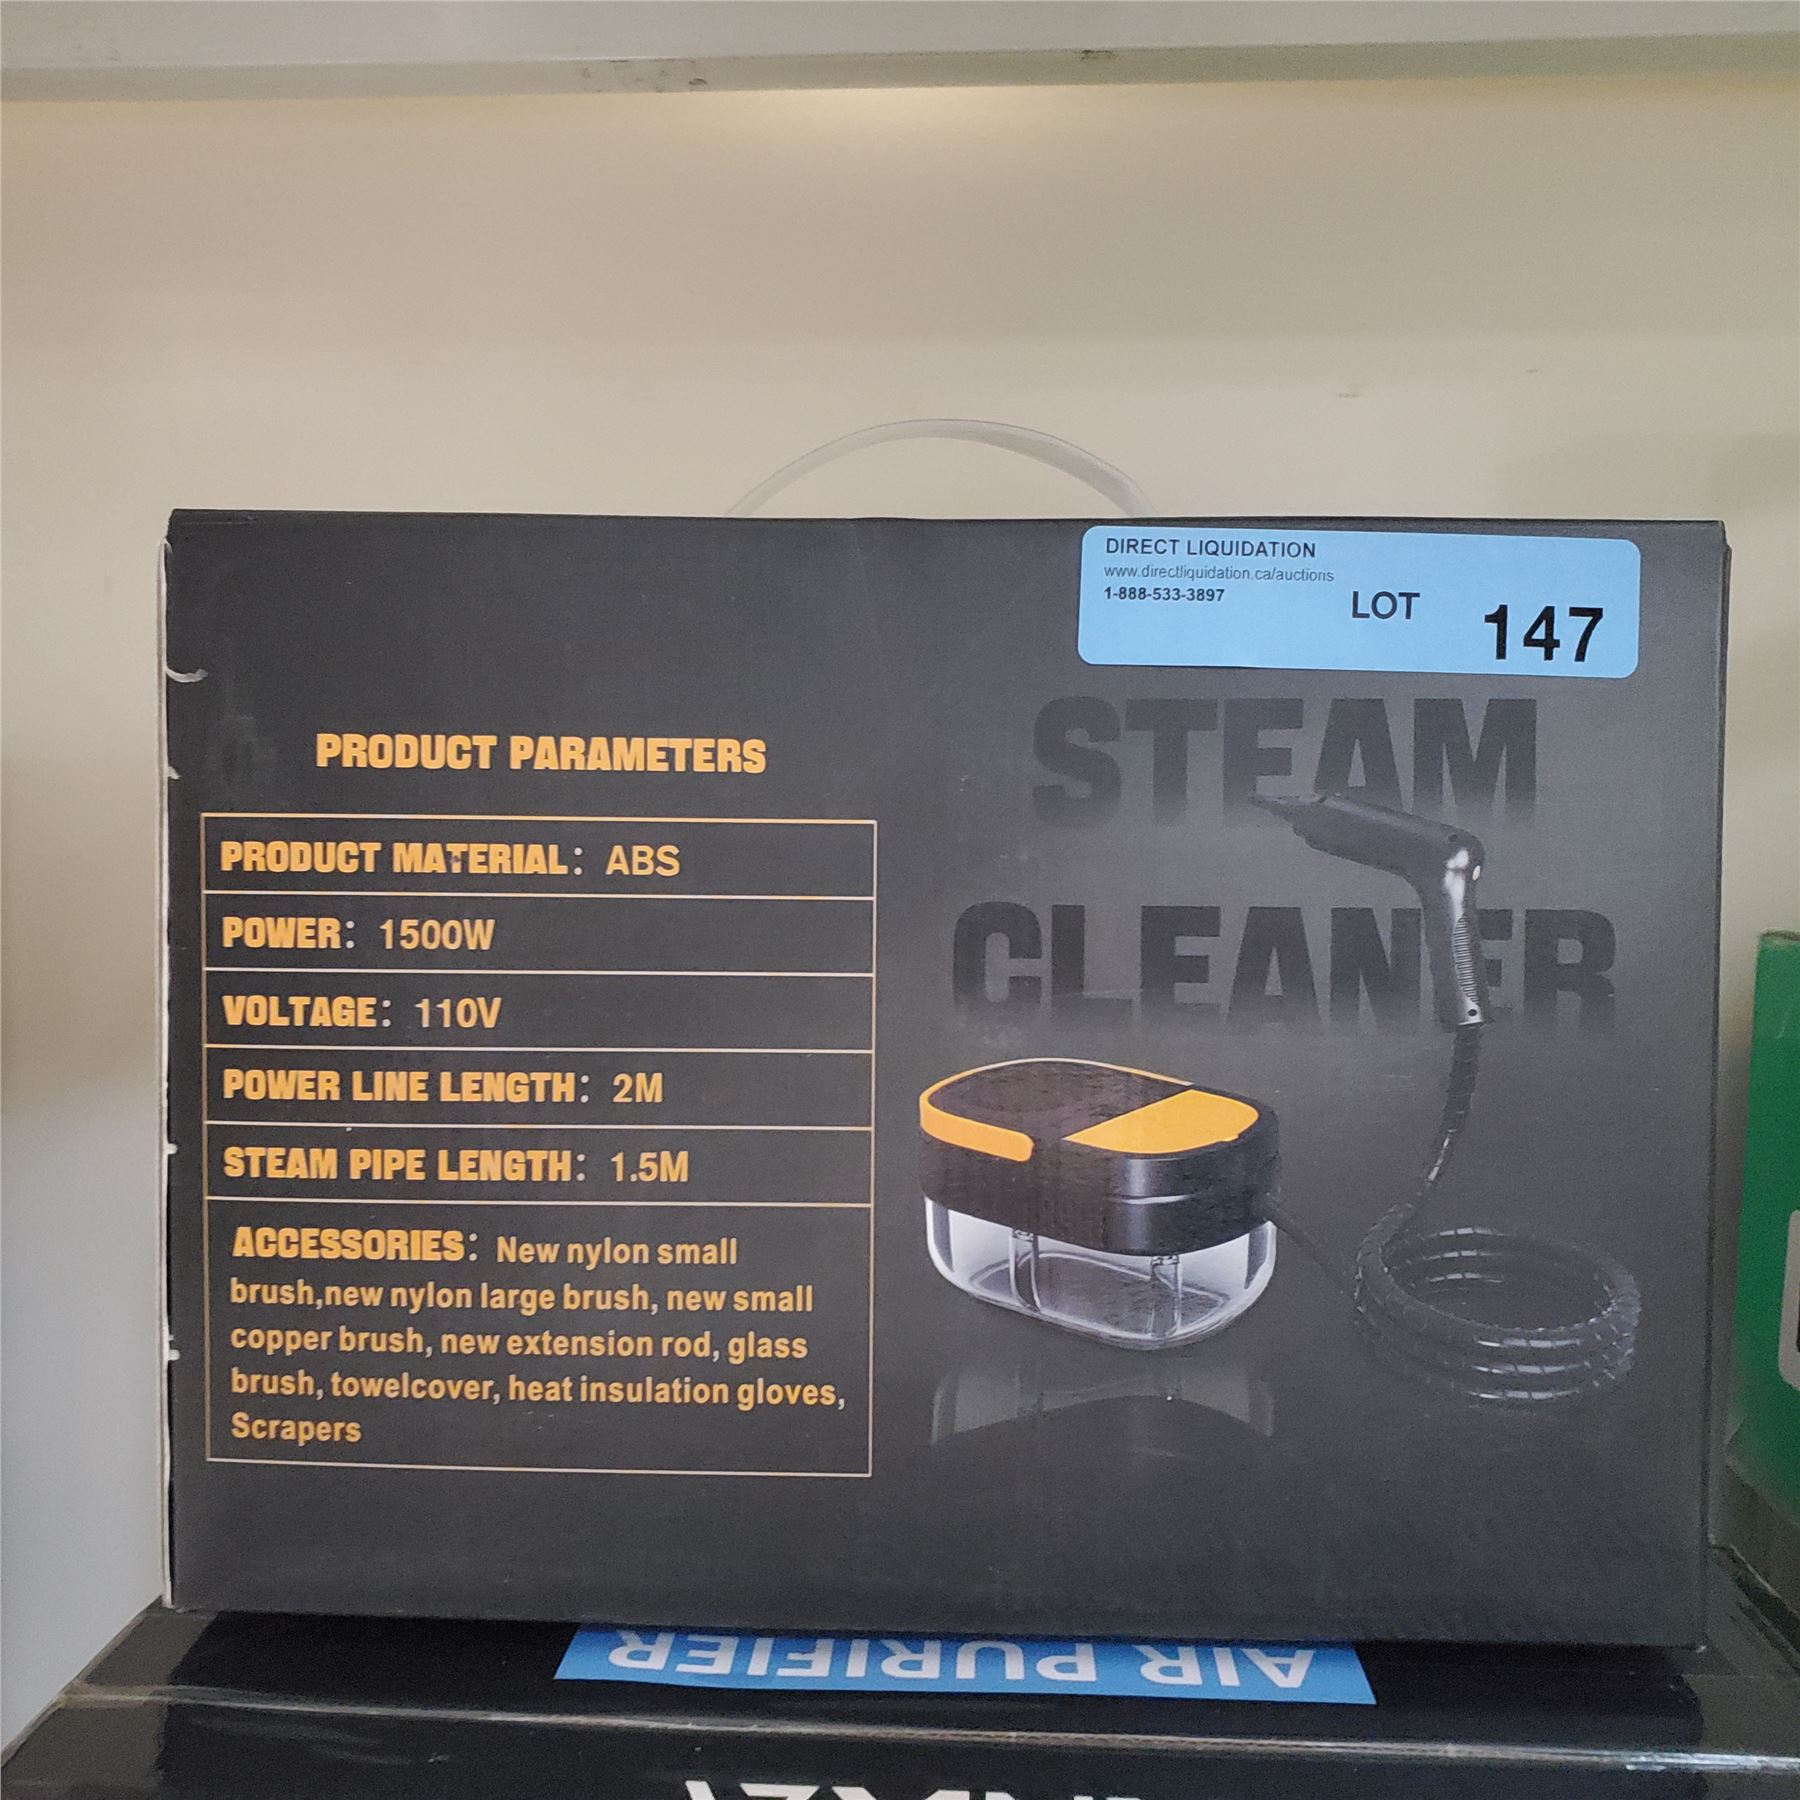 DIRECT LIQUIDATION
www.directliquidation.ca/auctions
1-888-533-3897
LOT 147
STEAM
CLEANER
PRODUCT PARAMETERS
PRODUCT MATERIAL: ABS
POWER: 1500W
VOLTAGE: 110V
POWER LINE LENGTH: 2M
STEAM PIPE LENGTH: 1.5M
ACCESSORIES: New nylon small
brush,new nylon large brush, new small
copper brush, new extension rod, glass
brush, towelcover, heat insulation gloves,
Scrapers
AIR PURIFIER